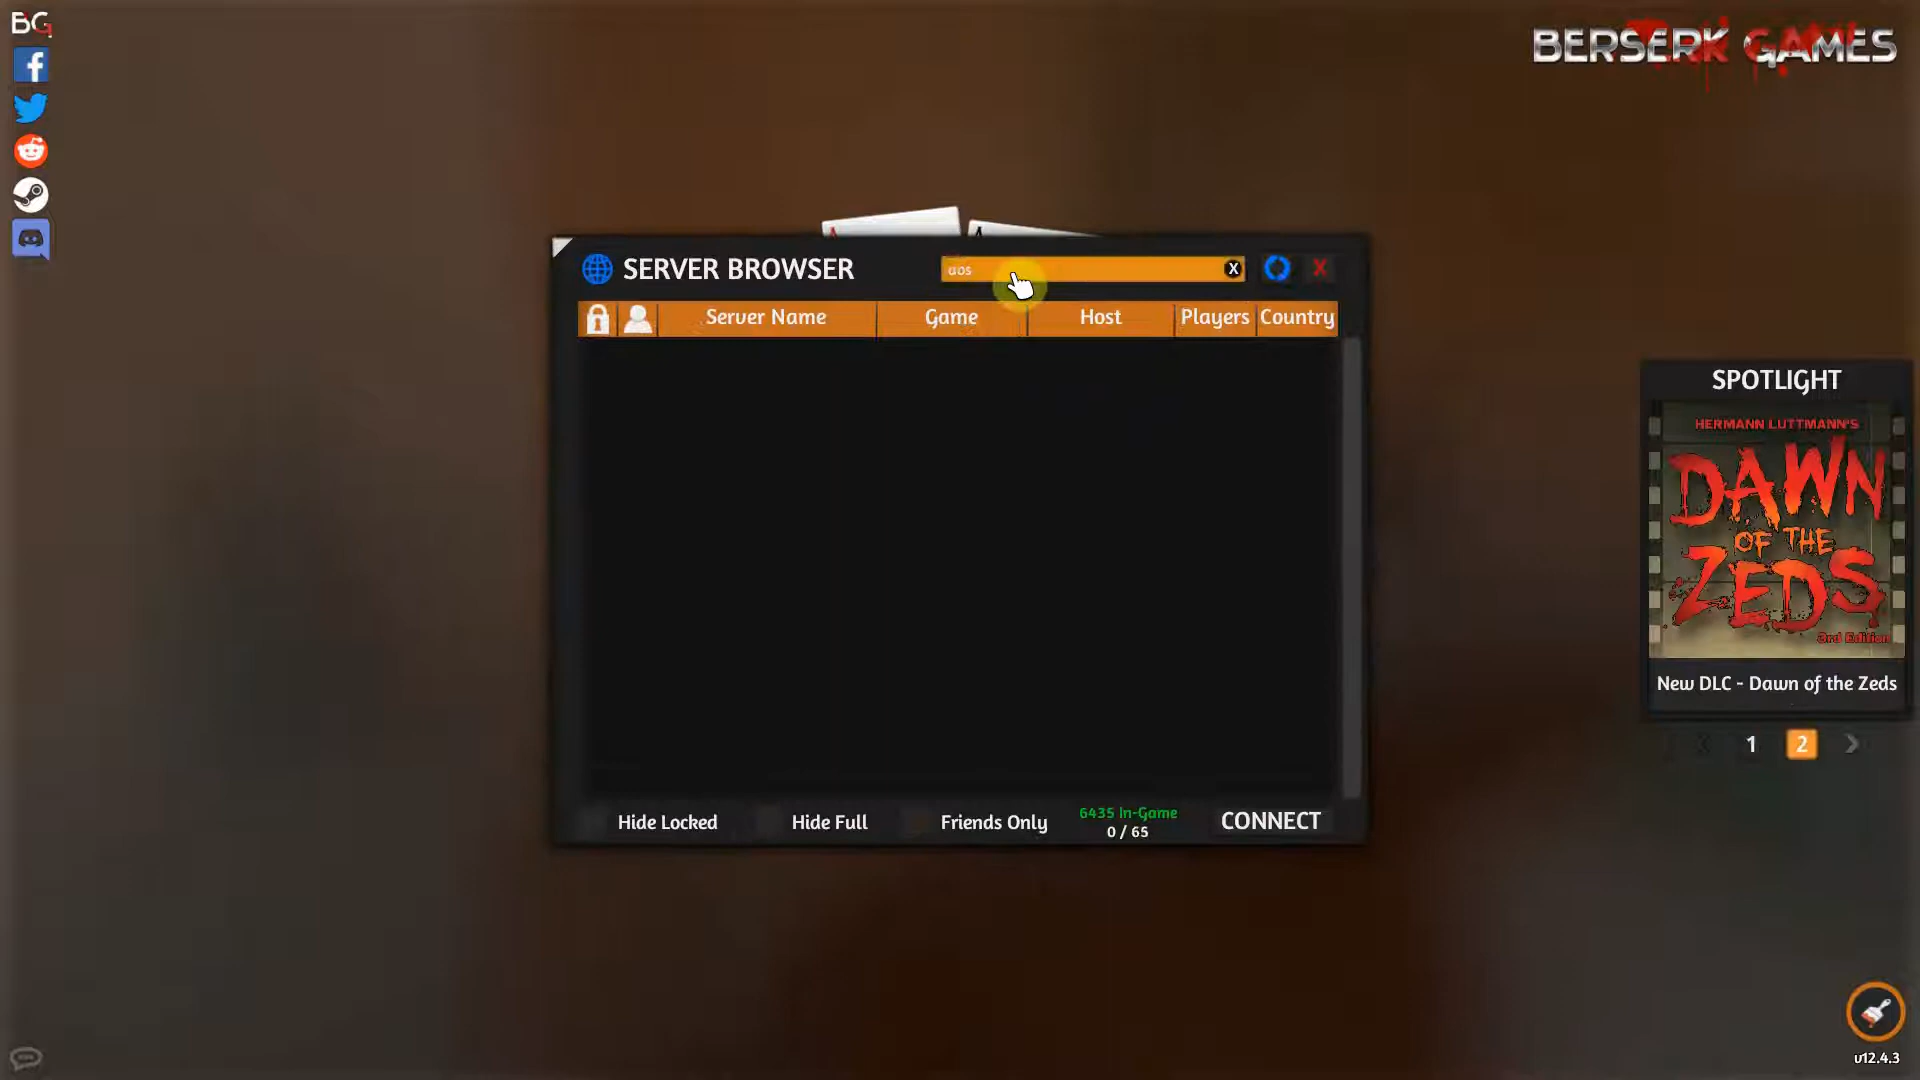 BG
BERSERK GAMES
SERVER BROWSER
aos
X
X
Server Name
Game
Host
Players
Country
SPOTLIGHT
HERMANN LUTTMANN'S
DAWN
OF THE
ZEDS
3rd Edition
New DLC - Dawn of the Zeds
1
2
Hide Locked
Hide Full
Friends Only
6435 In-Game
0 / 65
CONNECT
v12.4.3